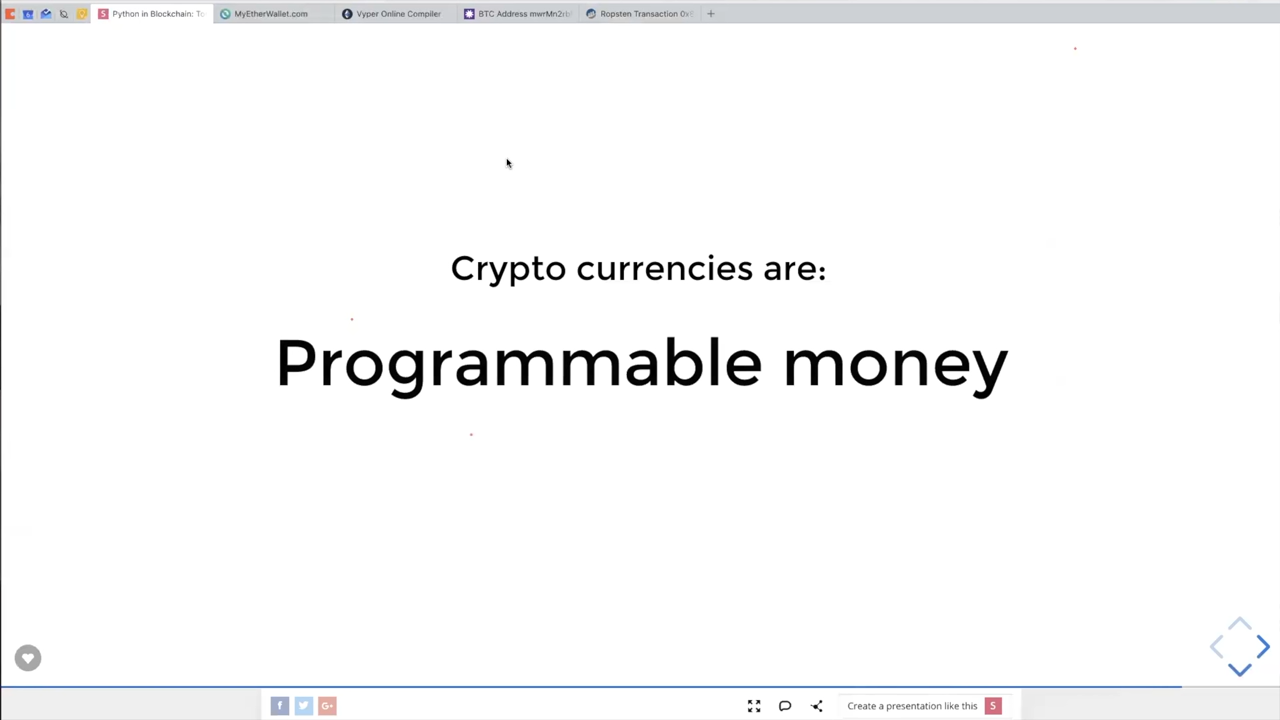 Python in Blockchain: To
MyEtherWallet.com
Vyper Online Compiler
BTC Address mwrMn2rb
Ropsten Transaction 0x
Crypto currencies are:
Programmable money
f
G+
Create a presentation like this
S